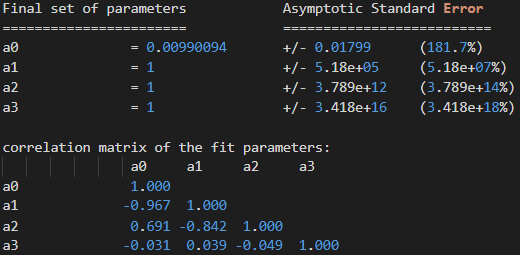 Final set of parameters Asymptotic Standard Error
======================= ==========================
a0 = 0.00990094 +/- 0.01799 (181.7%)
a1 = 1 +/- 5.18e+05 (5.18e+07%)
a2 = 1 +/- 3.789e+12 (3.789e+14%)
a3 = 1 +/- 3.418e+16 (3.418e+18%)
correlation matrix of the fit parameters:
a0 a1 a2 a3
a0 1.000
a1 -0.967 1.000
a2 0.691 -0.842 1.000
a3 -0.031 0.039 -0.049 1.000